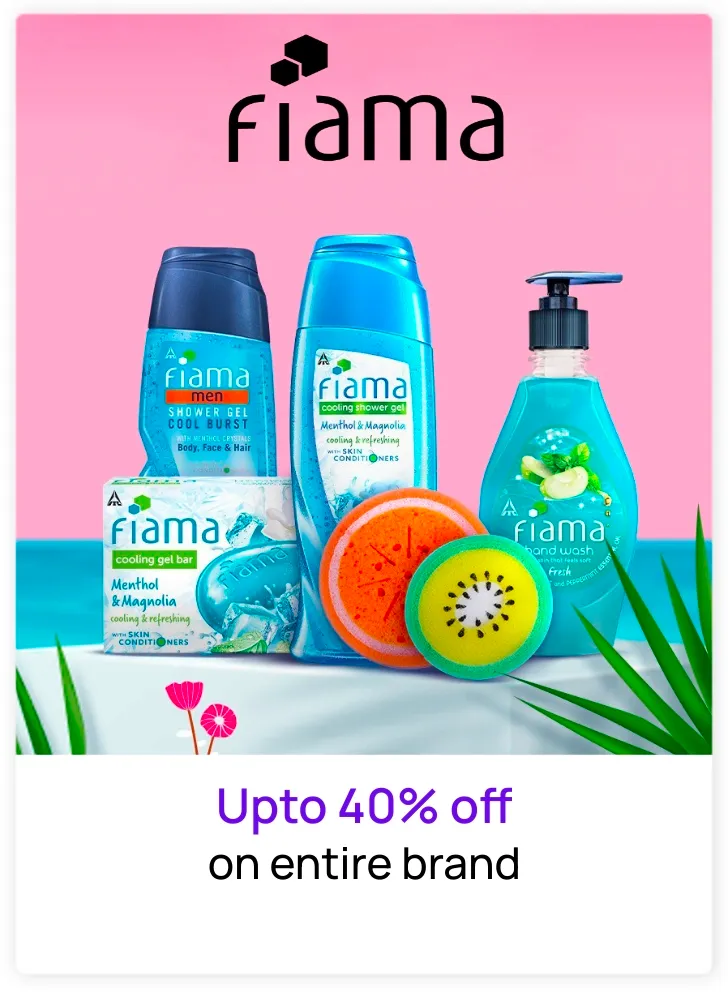 fiama
ITC
fiama
men
SHOWER GEL
COOL BURST
WITH MENTHOL CRYSTALS
Body, Face & Hair
fiama
cooling shower gel
Menthol & Magnolia
cooling & refreshing
WITH SKIN
CONDITIONERS
fiama
hand wash
Fresh
fiama
cooling gel bar
Menthol
& Magnolia
cooling & refreshing
WITH SKIN
CONDITIONERS
fiama
Upto 40% off
on entire brand